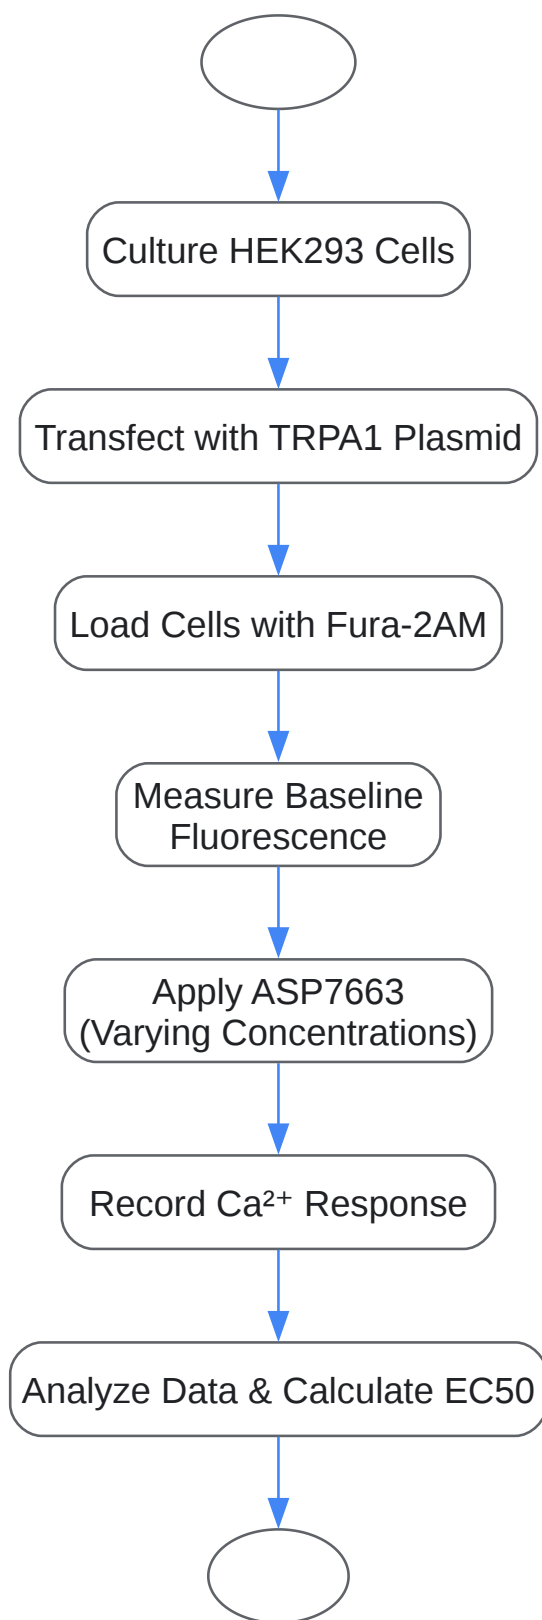 Culture HEK293 Cells
Transfect with TRPA1 Plasmid
Load Cells with Fura-2AM
Measure Baseline
Fluorescence
Apply ASP7663
(Varying Concentrations)
Record Ca²⁺ Response
Analyze Data & Calculate EC50